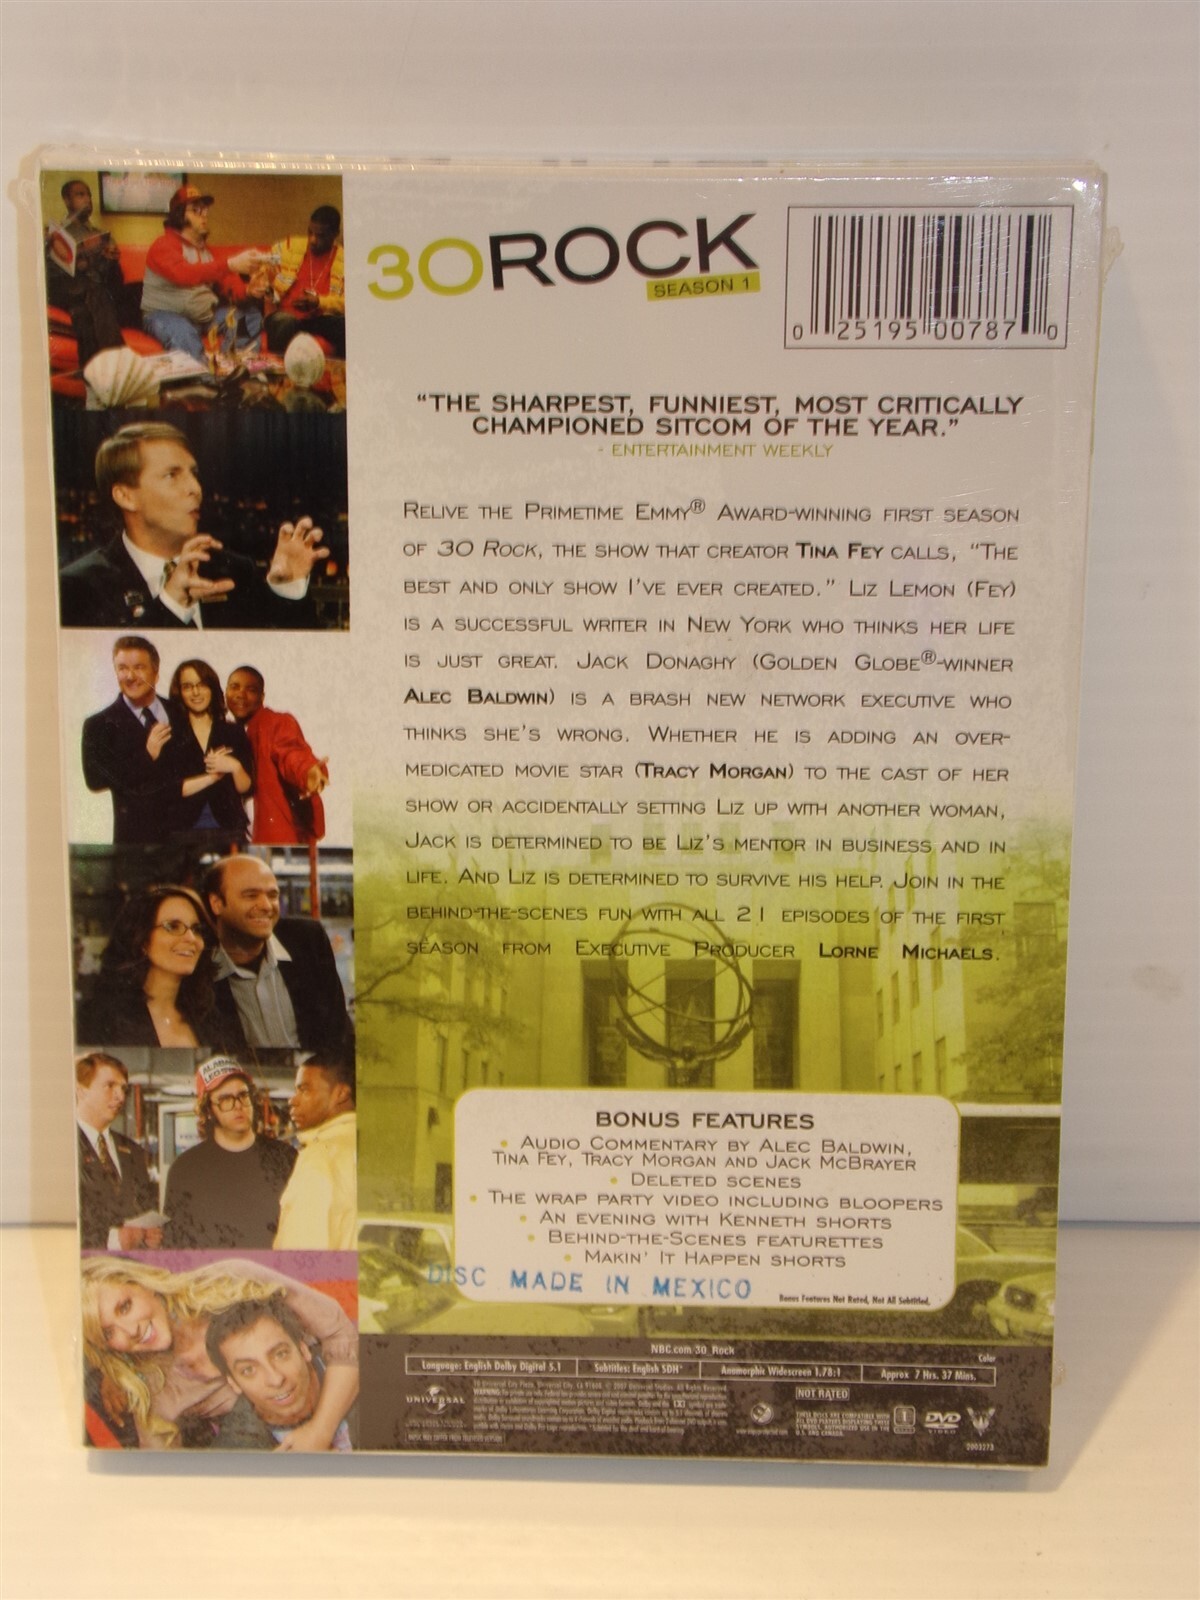 30 ROCK
SEASON 1
0 25195 00787 0
"THE SHARPEST, FUNNIEST, MOST CRITICALLY
CHAMPIONED SITCOM OF THE YEAR."
- ENTERTAINMENT WEEKLY
RELIVE THE PRIMETIME EMMY® AWARD-WINNING FIRST SEASON
OF 30 ROCK, THE SHOW THAT CREATOR TINA FEY CALLS, "THE
BEST AND ONLY SHOW I'VE EVER CREATED." LIZ LEMON (FEY)
IS A SUCCESSFUL WRITER IN NEW YORK WHO THINKS HER LIFE
IS JUST GREAT. JACK DONAGHY (GOLDEN GLOBE®-WINNER
ALEC BALDWIN) IS A BRASH NEW NETWORK EXECUTIVE WHO
THINKS SHE'S WRONG. WHETHER HE IS ADDING AN OVER-
MEDICATED MOVIE STAR (TRACY MORGAN) TO THE CAST OF HER
SHOW OR ACCIDENTALLY SETTING LIZ UP WITH ANOTHER WOMAN,
JACK IS DETERMINED TO BE LIZ'S MENTOR IN BUSINESS AND IN
LIFE. AND LIZ IS DETERMINED TO SURVIVE HIS HELP. JOIN IN THE
BEHIND-THE-SCENES FUN WITH ALL 21 EPISODES OF THE FIRST
SEASON FROM EXECUTIVE PRODUCER LORNE MICHAELS.
BONUS FEATURES
• AUDIO COMMENTARY BY ALEC BALDWIN,
TINA FEY, TRACY MORGAN AND JACK MCBRAYER
• DELETED SCENES
• THE WRAP PARTY VIDEO INCLUDING BLOOPERS
• AN EVENING WITH KENNETH SHORTS
• BEHIND-THE-SCENES FEATURETTES
• MAKIN' IT HAPPEN SHORTS
DISC MADE IN MEXICO
Bonus Features Not Rated, Not All Subtitled.
NBC.com/30_Rock
Color
Language: English Dolby Digital 5.1
Subtitles: English SDH*
Anamorphic Widescreen 1.78:1
Approx 7 Hrs. 37 Mins.
UNIVERSAL
NOT RATED
1
DVD
VIDEO
2003273